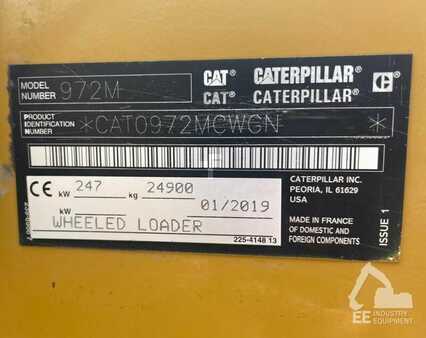 MODEL NUMBER 972M
CAT® CATERPILLAR®
CAT® CATERPILLAR®
PRODUCT IDENTIFICATION NUMBER *CAT0972MCWGN *
CE kW 247 kg 24900
kW 01/2019
WHEELED LOADER
225-4148 13
CATERPILLAR INC.
PEORIA, IL 61629
USA
MADE IN FRANCE
OF DOMESTIC AND
FOREIGN COMPONENTS
ISSUE 1
EE INDUSTRY
EQUIPMENT